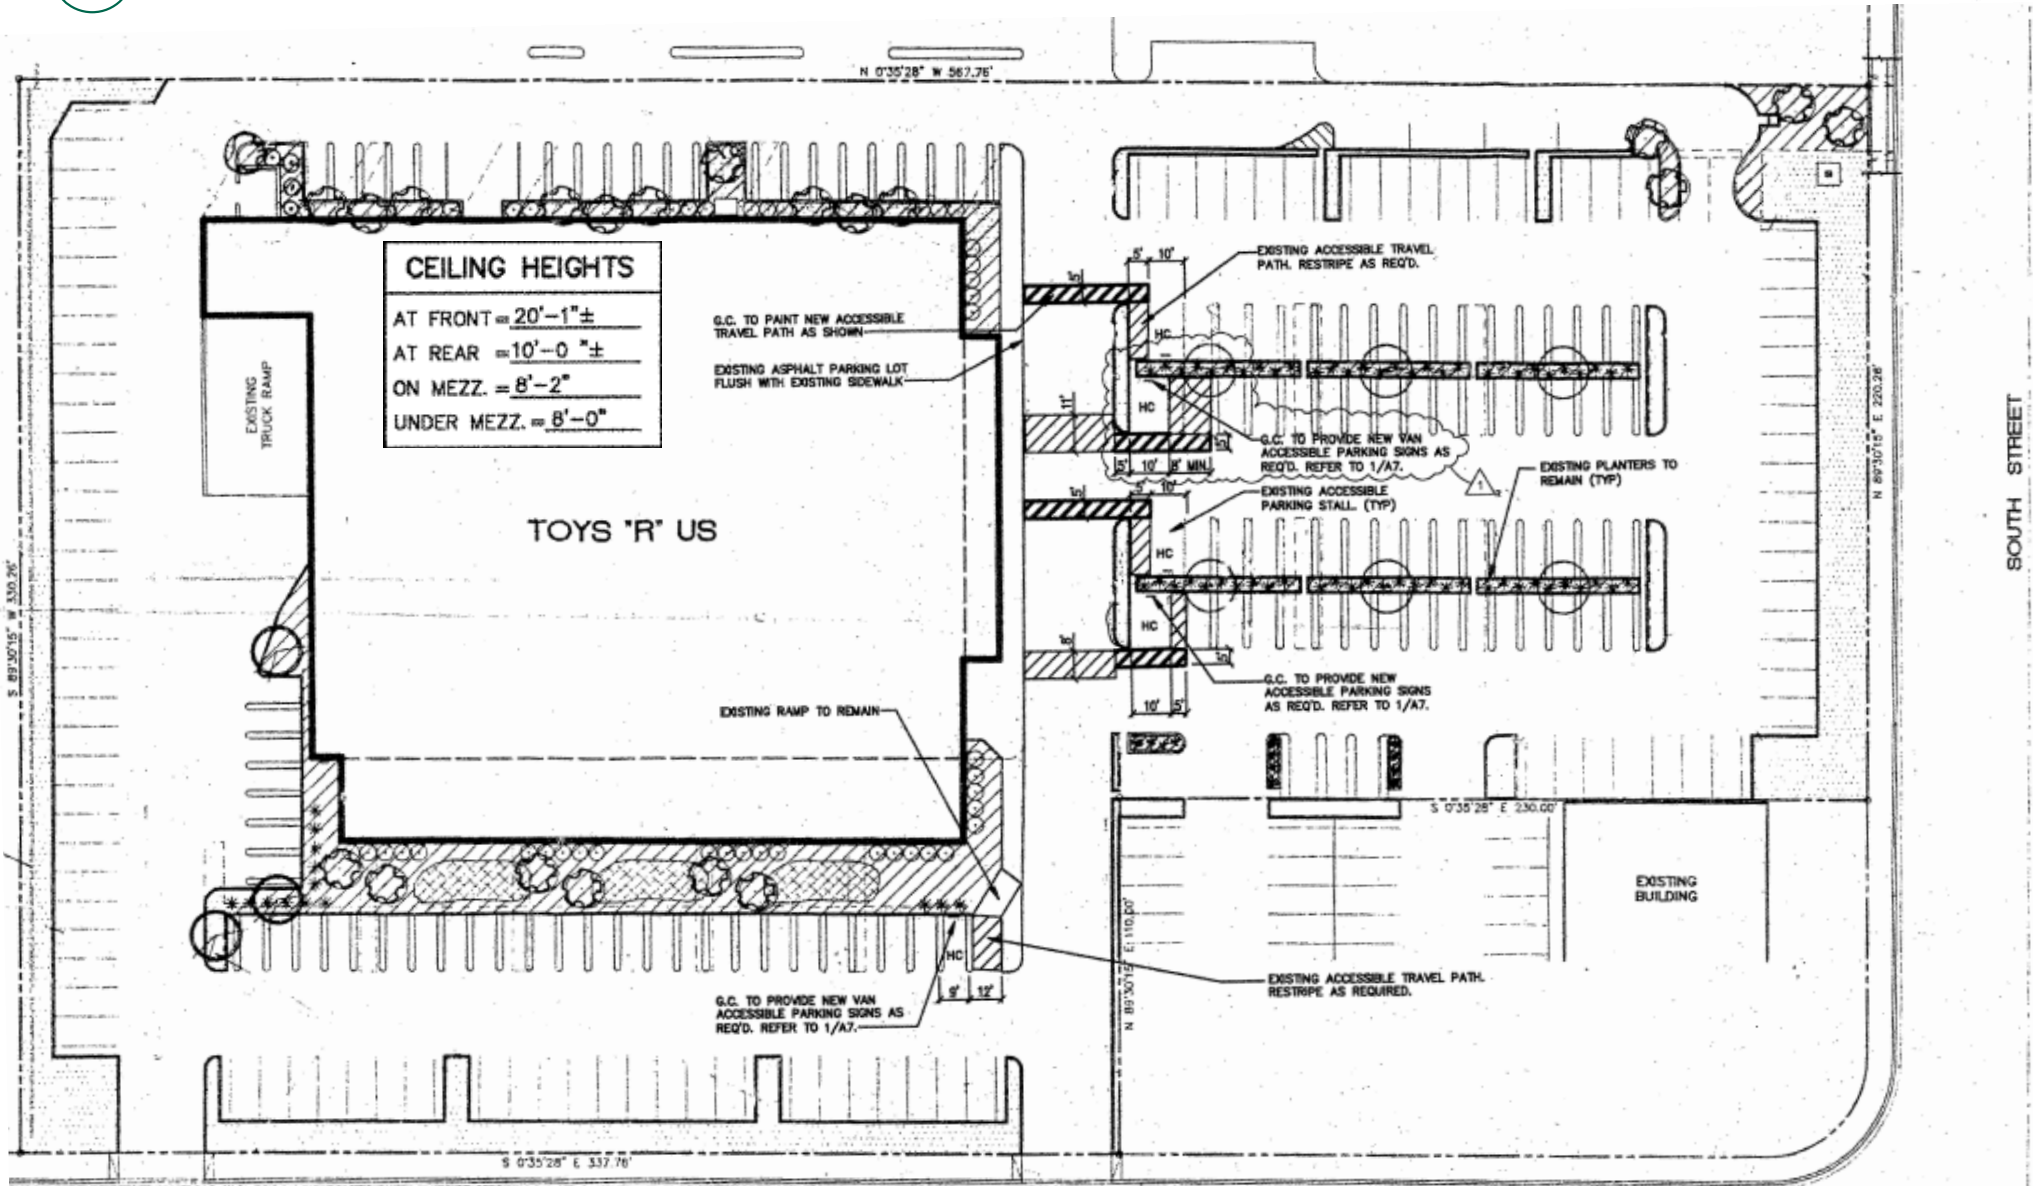 N 0°35'28" W 567.76'
CEILING HEIGHTS
AT FRONT = 20'-1"±
AT REAR = 10'-0 "±
ON MEZZ. = 8'-2"
UNDER MEZZ. = 8'-0"
G.C. TO PAINT NEW ACCESSIBLE
TRAVEL PATH AS SHOWN
EXISTING ASPHALT PARKING LOT
FLUSH WITH EXISTING SIDEWALK
EXISTING
TRUCK RAMP
TOYS "R" US
EXISTING RAMP TO REMAIN
5'
10'
5'
EXISTING ACCESSIBLE TRAVEL
PATH. RESTRIPE AS REQ'D.
HC
HC
11'
5'
5'
10'
8' MIN.
G.C. TO PROVIDE NEW VAN
ACCESSIBLE PARKING SIGNS AS
REQ'D. REFER TO 1/A7.
1
EXISTING PLANTERS TO
REMAIN (TYP)
5'
5'
10'
EXISTING ACCESSIBLE
PARKING STALL. (TYP)
HC
HC
8'
5'
10'
5'
G.C. TO PROVIDE NEW
ACCESSIBLE PARKING SIGNS
AS REQ'D. REFER TO 1/A7.
S 0°35'28" E 230.00'
EXISTING
BUILDING
N 89°30'15" E 110.00'
HC
9'
12'
EXISTING ACCESSIBLE TRAVEL PATH.
RESTRIPE AS REQUIRED.
G.C. TO PROVIDE NEW VAN
ACCESSIBLE PARKING SIGNS AS
REQ'D. REFER TO 1/A7.
S 0°35'28" E 337.76'
S 89°30'15" W 330.26'
N 89°30'15" E 220.26'
SOUTH STREET